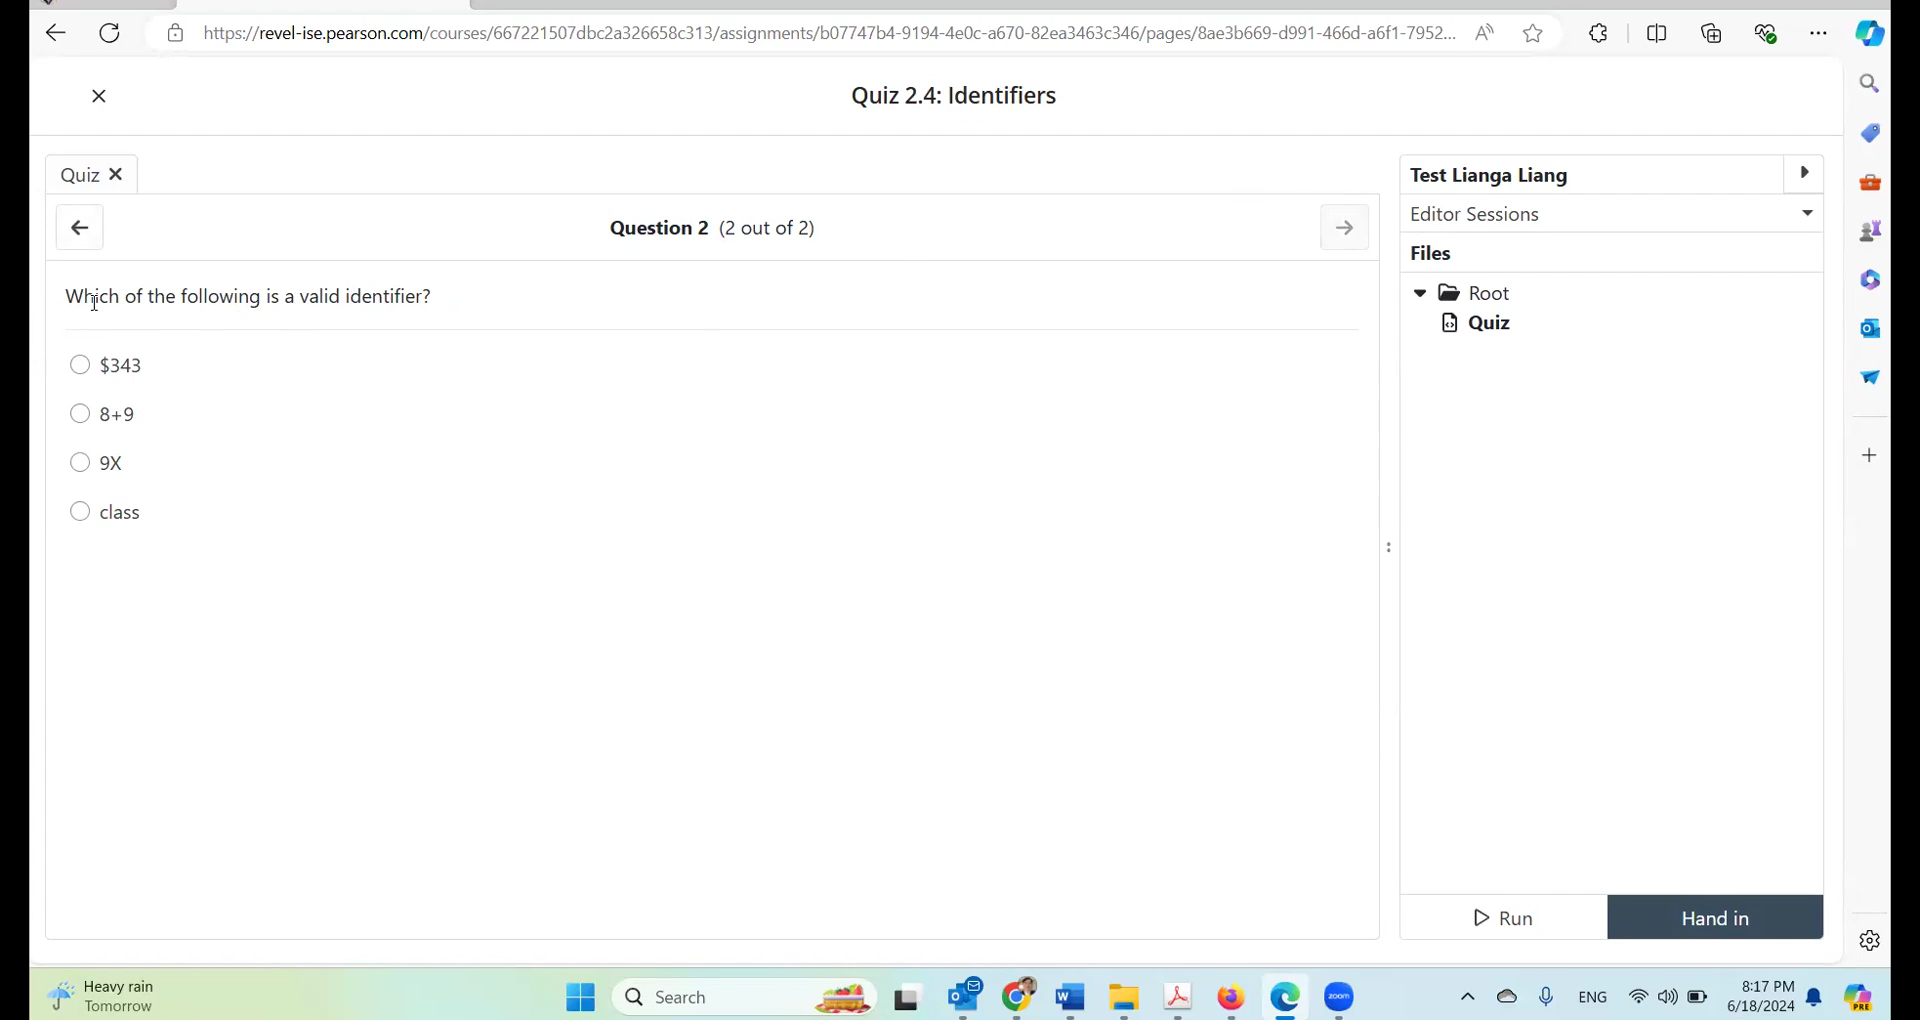 https://revel-ise.pearson.com/courses/667221507dbc2a326658c313/assignments/b07747b4-9194-4e0c-a670-82ea3463c346/pages/8ae3b669-d991-466d-a6f1-7952...
Quiz 2.4: Identifiers
Quiz
Question 2 (2 out of 2)
Which of the following is a valid identifier?
$343
8+9
9X
class
Test Lianga Liang
Editor Sessions
Files
Root
Quiz
Run
Hand in
Heavy rain
Tomorrow
Search
zoom
ENG
8:17 PM
6/18/2024
PRE